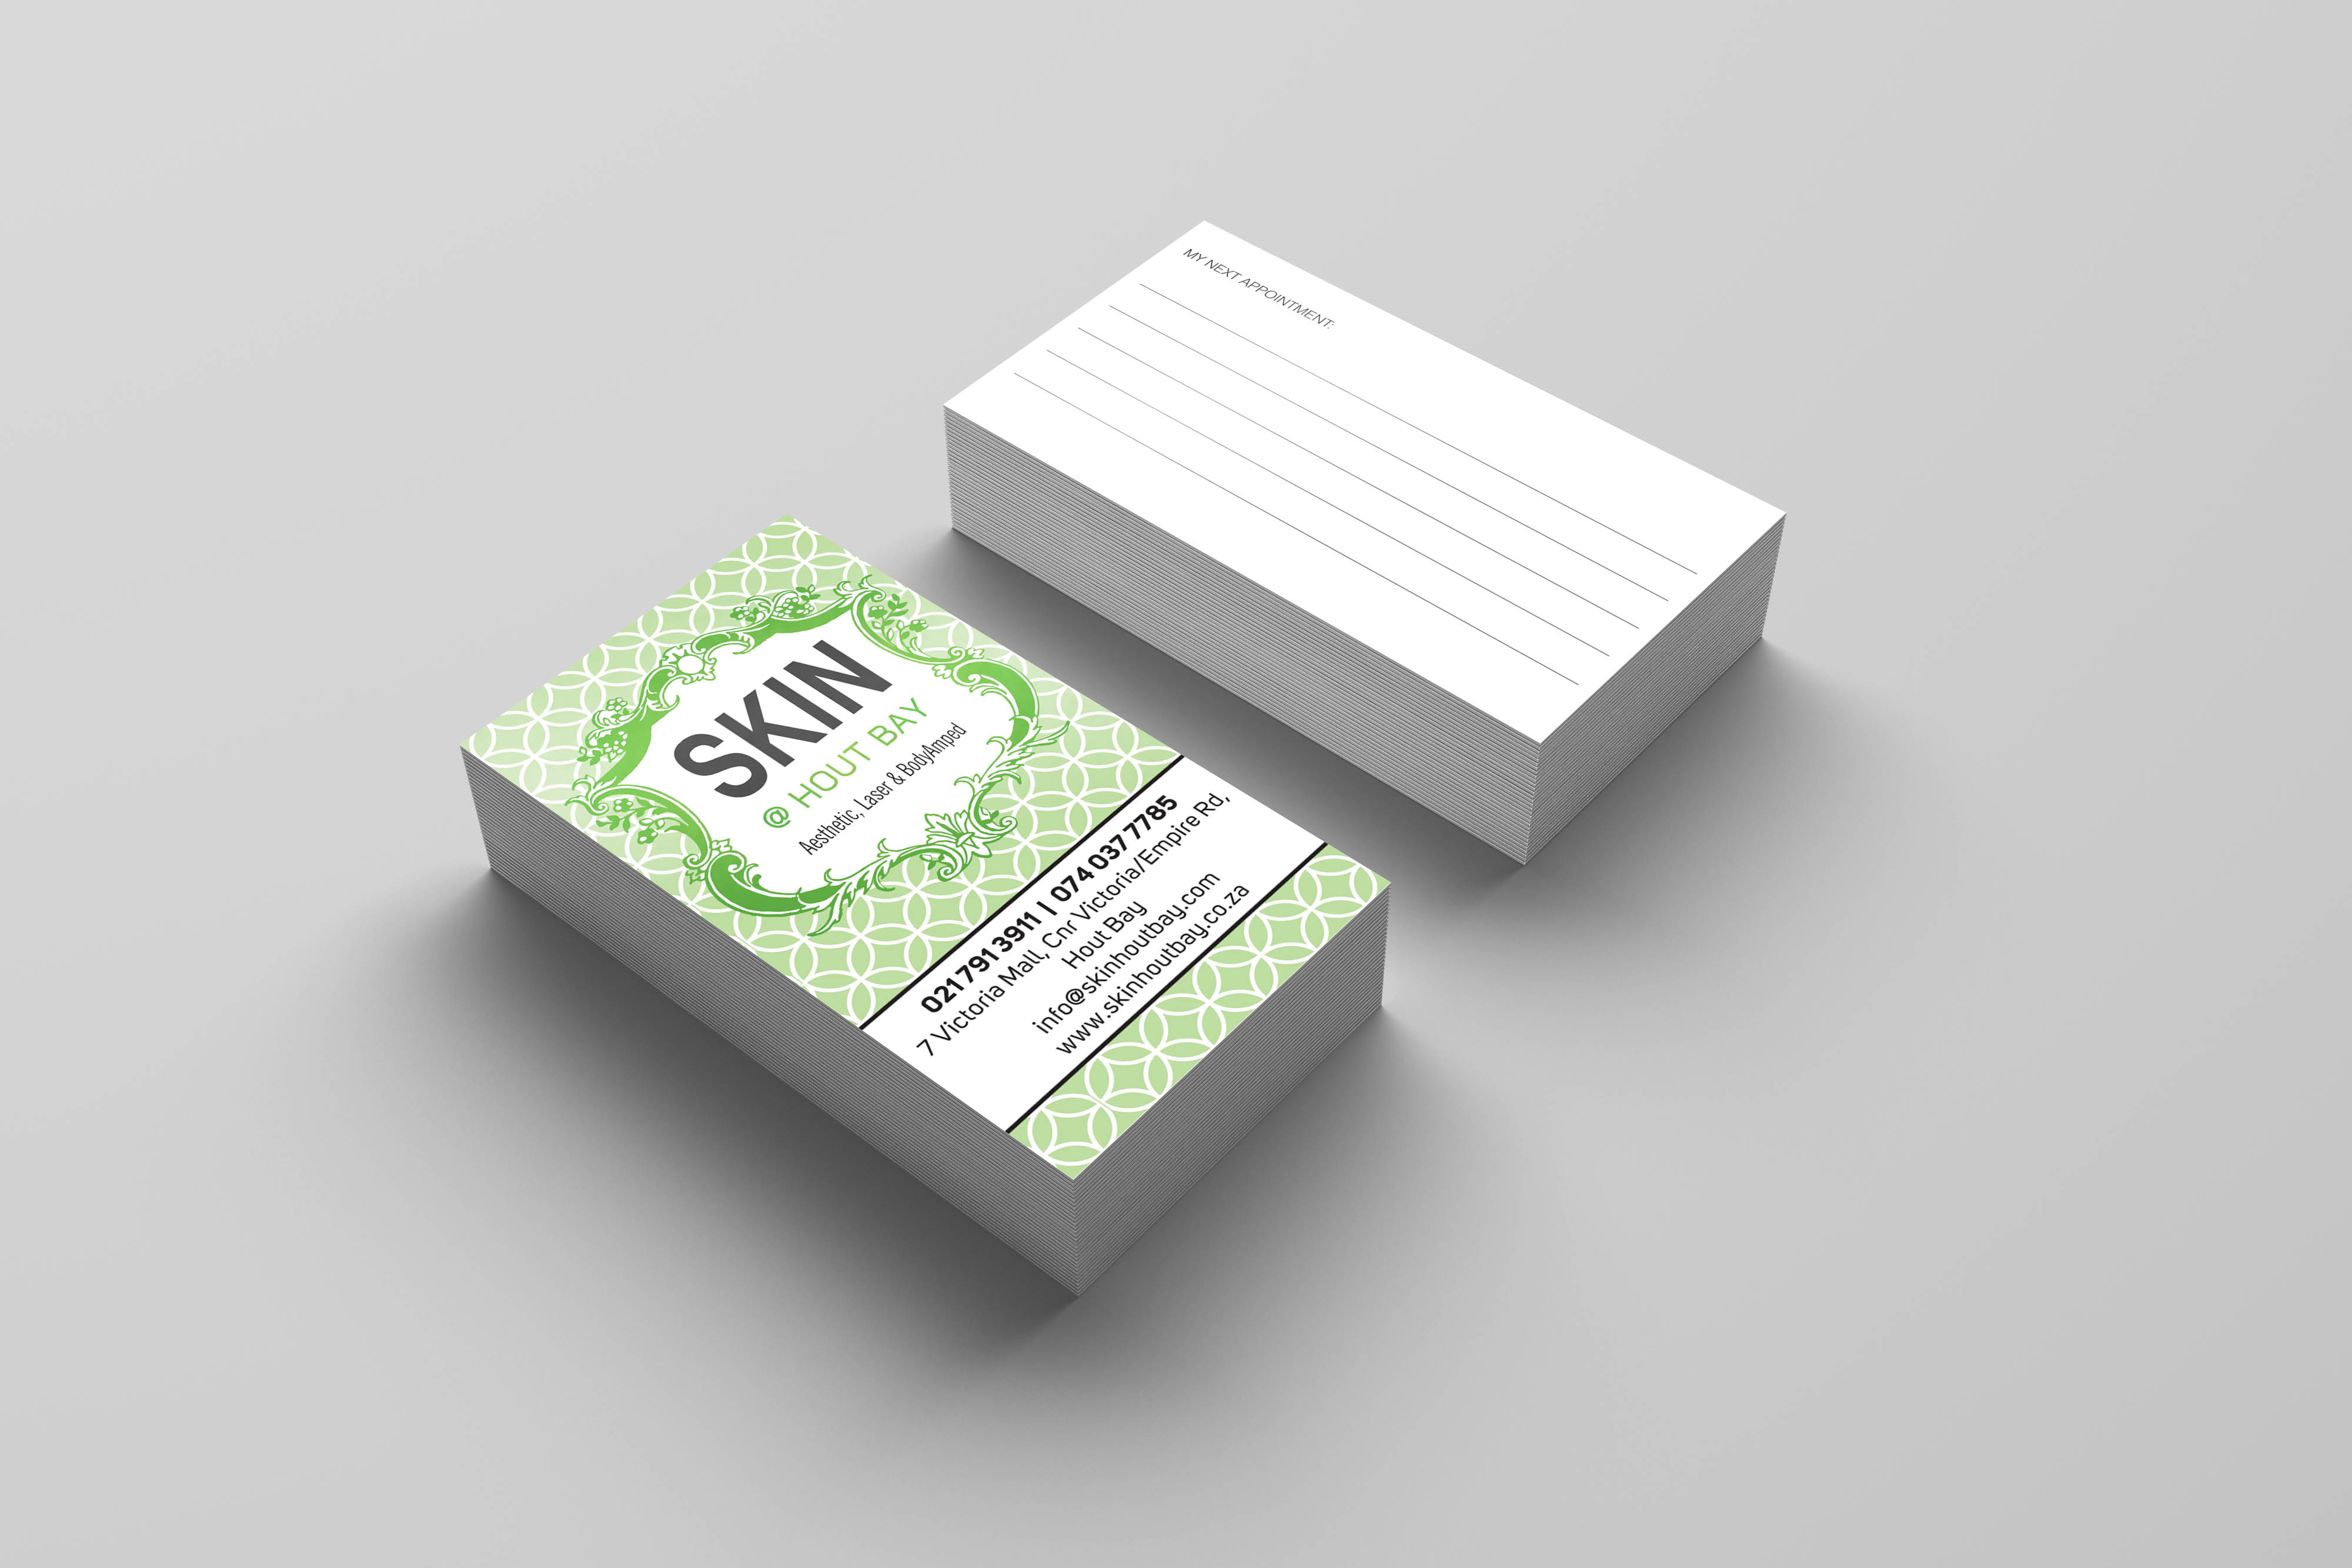 SKIN
@ HOUT BAY
Aesthetic, Laser & BodyAmped
021 791 3911 | 074 037 7785
7 Victoria Mall, Cnr Victoria/Empire Rd,
Hout Bay
info@skinhoutbay.com
www.skinhoutbay.co.za
MY NEXT APPOINTMENT: